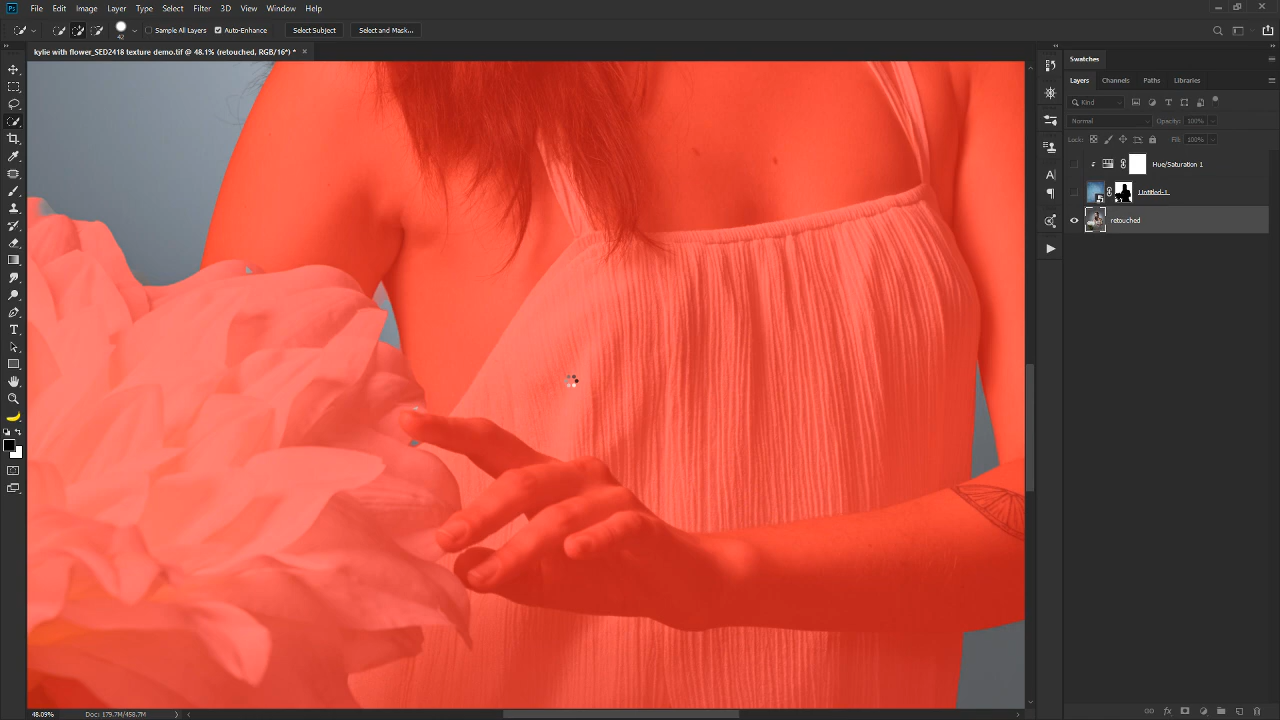 Ps File Edit Image Layer Type Select Filter 3D View Window Help
42 Sample All Layers Auto-Enhance Select Subject Select and Mask...
kylie with flower_SED2418 texture demo.tif @ 48.1% (retouched, RGB/16*) *
Swatches
Layers Channels Paths Libraries
Kind
Normal Opacity: 100%
Lock: Fill: 100%
Hue/Saturation 1
Untitled-1
retouched
48.09% Doc: 179.7M/458.7M